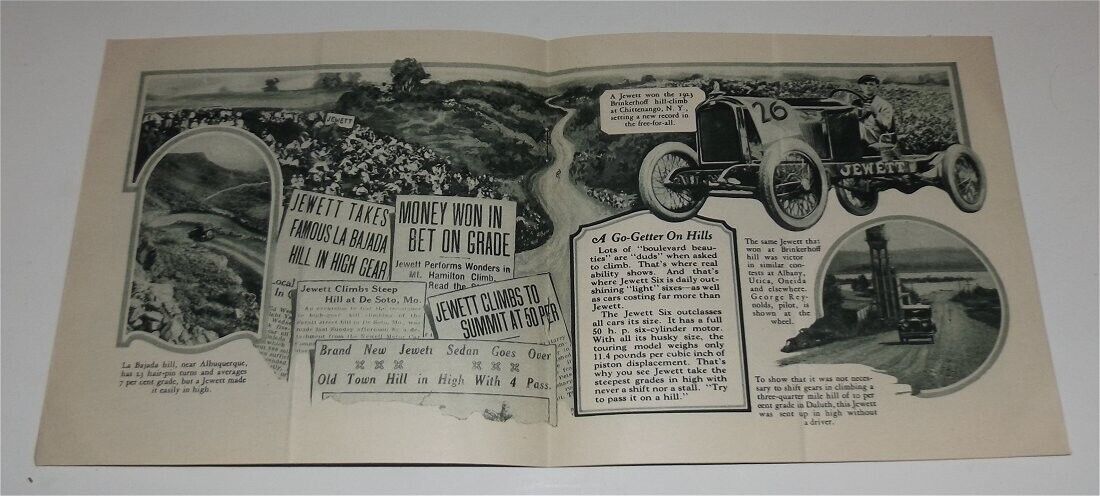 JEWETT
A Jewett won the 1923
Brinkerhoff hill-climb
at Chittenango, N. Y.,
setting a new record in
the free-for-all.
26
JEWETT
JEWETT TAKES
FAMOUS LA BAJADA
HILL IN HIGH GEAR
MONEY WON IN
BET ON GRADE
Jewett Performs Wonders in
Mt. Hamilton Climb.
Read the
Jewett Climbs Steep
Hill at De Soto, Mo.
JEWETT CLIMBS TO
SUMMIT AT 50 PER
Brand New Jewett Sedan Goes Over
Old Town Hill in High With 4 Pass.
La Bajada hill, near Albuquerque,
has 23 hair-pin turns and averages
7 per cent grade, but a Jewett made
it easily in high
A Go-Getter On Hills
Lots of "boulevard beau-
ties" are "duds" when asked
to climb. That's where real
ability shows. And that's
where Jewett Six is daily out-
shining "light" sixes—as well
as cars costing far more than
Jewett.
The Jewett Six outclasses
all cars its size. It has a full
50 h. p. six-cylinder motor.
With all its husky size, the
touring model weighs only
11.4 pounds per cubic inch of
piston displacement. That's
why you see Jewett take the
steepest grades in high with
never a shift nor a stall. "Try
to pass it on a hill."
The same Jewett that
won at Brinkerhoff
hill was victor
in similar con-
tests at Albany,
Utica, Oneida
and elsewhere.
George Rey-
nolds, pilot, is
shown at the
wheel.
To show that it was not neces-
sary to shift gears in climbing a
three-quarter mile hill of 10 per
cent grade in Duluth, this Jewett
was sent up in high without
a driver.